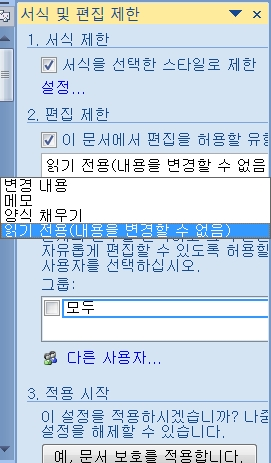 서식 및 편집 제한
1. 서식 제한
서식을 선택한 스타일로 제한
설정...
2. 편집 제한
이 문서에서 편집을 허용할 유형
읽기 전용(내용을 변경할 수 없음
변경 내용
메모
양식 채우기
읽기 전용(내용을 변경할 수 없음)
자유롭게 편집할 수 있도록 허용할
사용자를 선택하십시오.
그룹:
모두
다른 사용자...
3. 적용 시작
이 설정을 적용하시겠습니까? 나중
설정을 해제할 수 있습니다.
예, 문서 보호를 적용합니다.